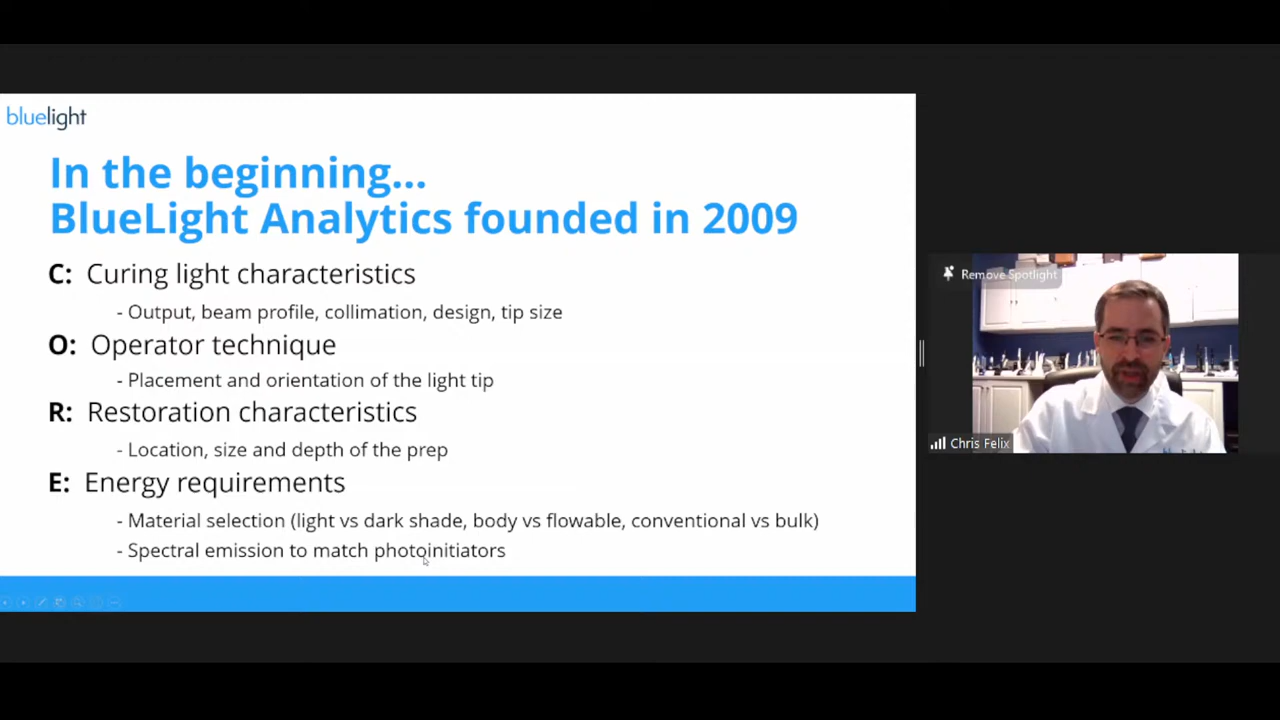 bluelight
In the beginning...
BlueLight Analytics founded in 2009
C: Curing light characteristics
- Output, beam profile, collimation, design, tip size
O: Operator technique
- Placement and orientation of the light tip
R: Restoration characteristics
- Location, size and depth of the prep
E: Energy requirements
- Material selection (light vs dark shade, body vs flowable, conventional vs bulk)
- Spectral emission to match photoinitiators
Remove Spotlight
Chris Felix